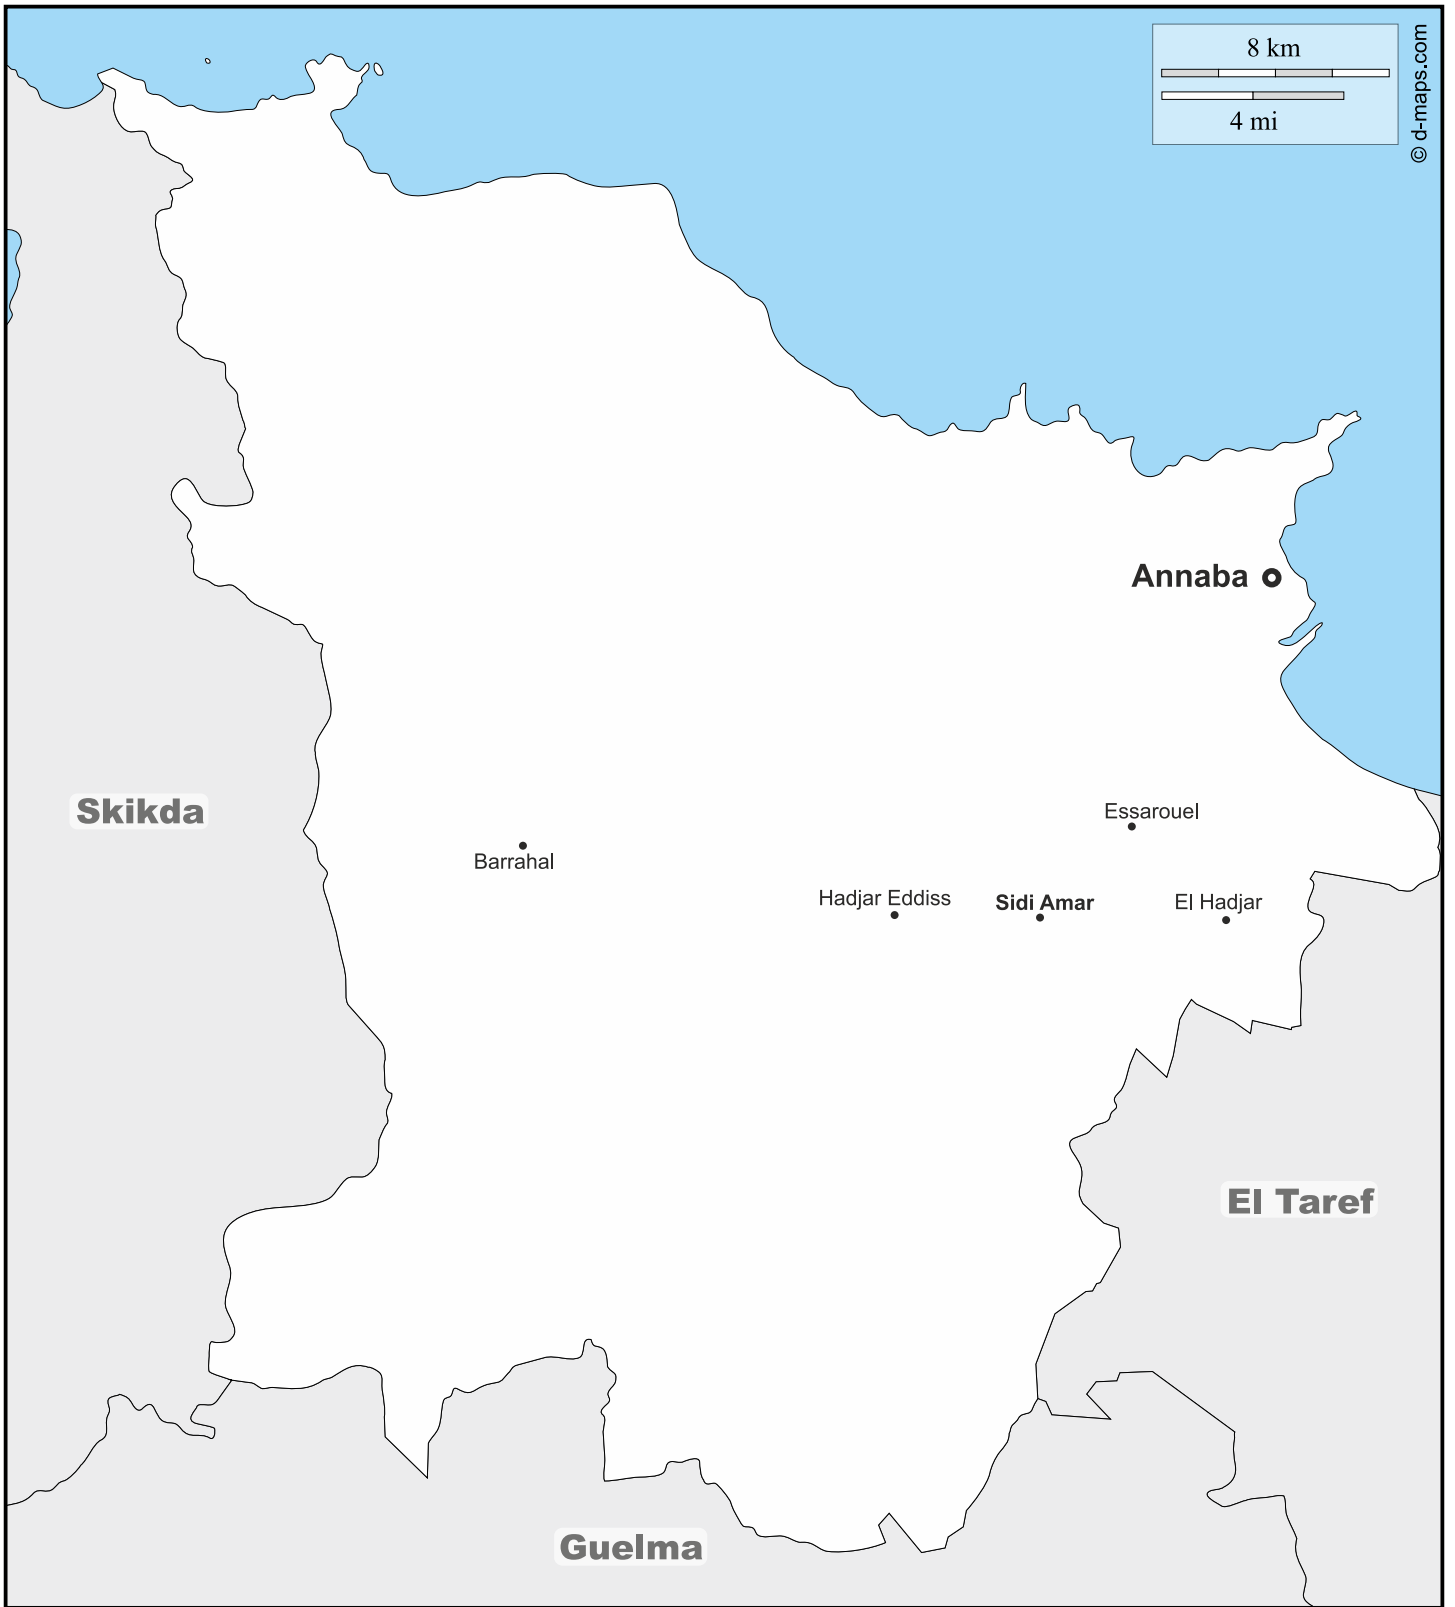 8 km
4 mi
© d-maps.com
Annaba
Skikda
Essarouel
Barrahal
Hadjar Eddiss
Sidi Amar
El Hadjar
El Taref
Guelma